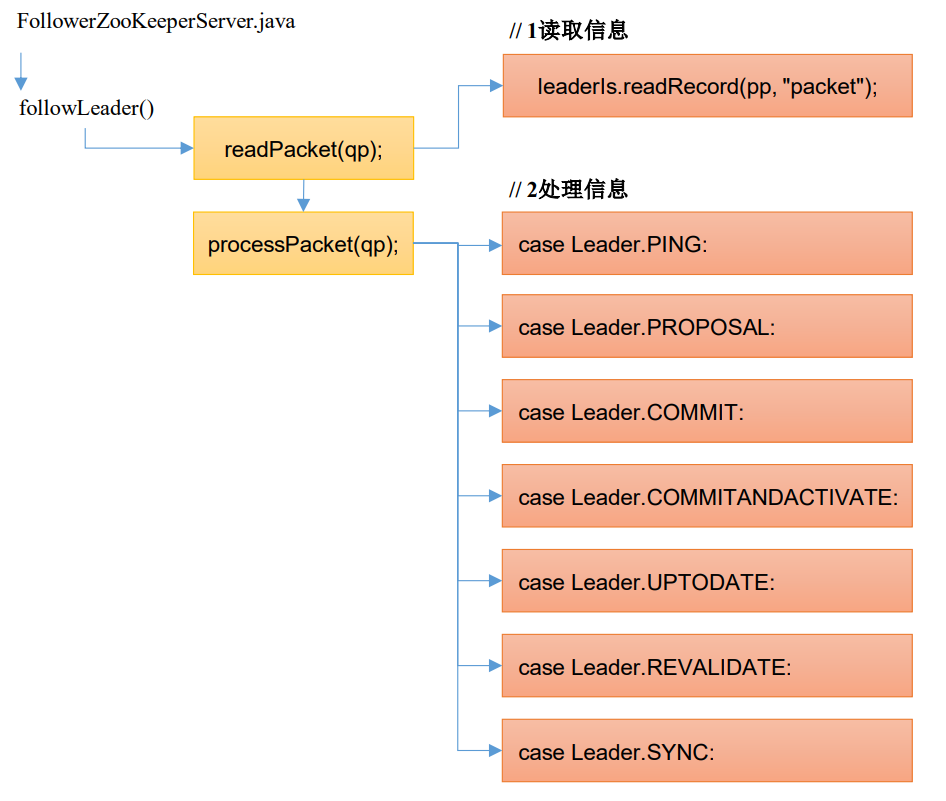 FollowerZooKeeperServer.java
followLeader()
readPacket(qp);
processPacket(qp);
// 1读取信息
leaderIs.readRecord(pp, "packet");
// 2处理信息
case Leader.PING:
case Leader.PROPOSAL:
case Leader.COMMIT:
case Leader.COMMITANDACTIVATE:
case Leader.UPTODATE:
case Leader.REVALIDATE:
case Leader.SYNC: